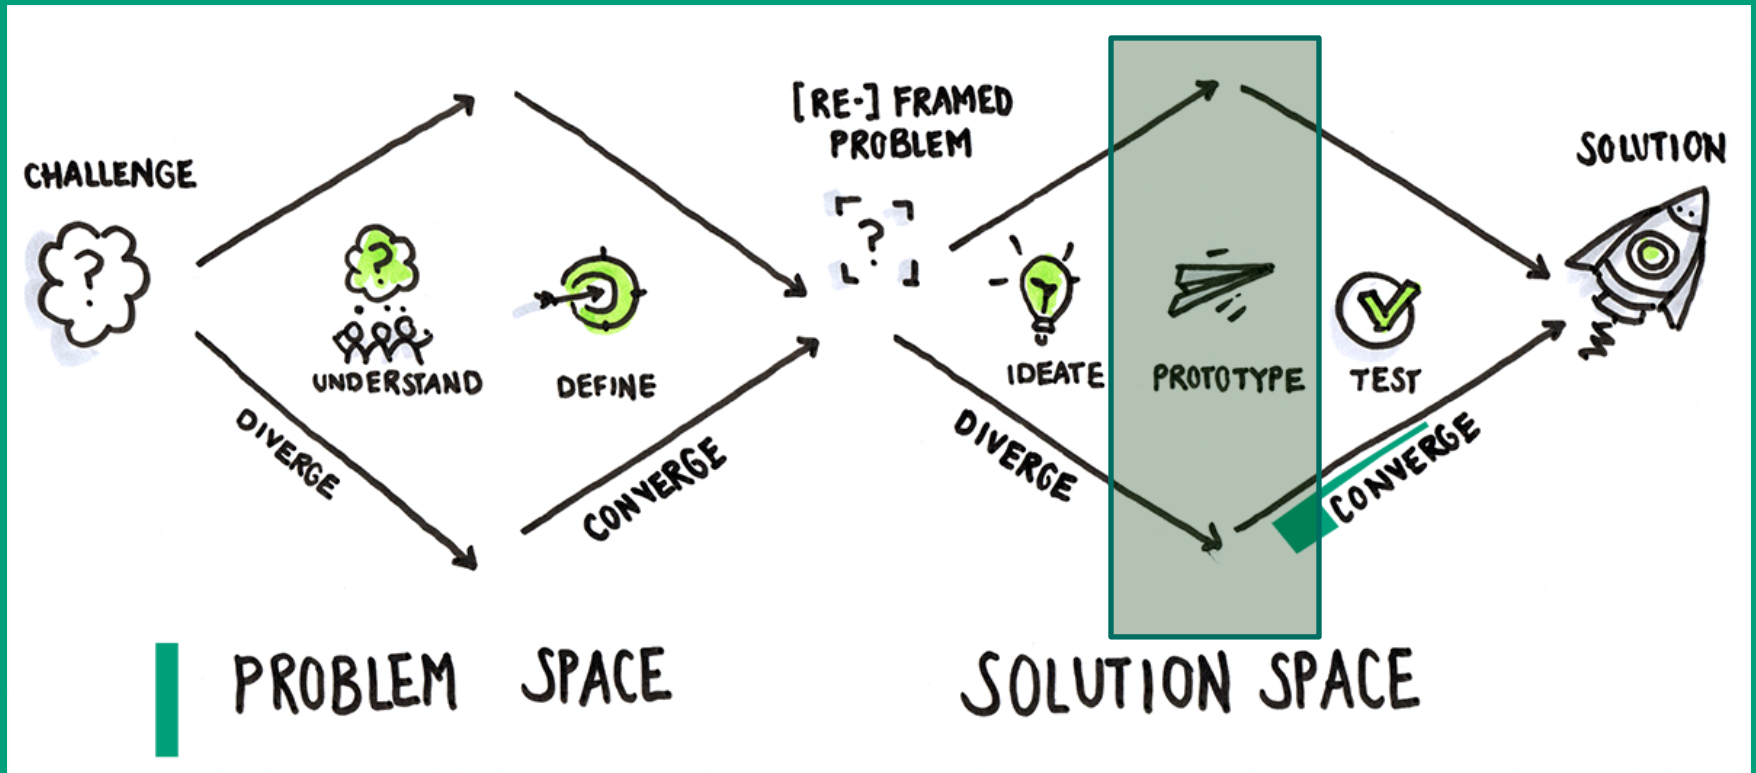 CHALLENGE
?
?
UNDERSTAND
DEFINE
DIVERGE
CONVERGE
[RE-] FRAMED
PROBLEM
?
IDEATE
PROTOTYPE
TEST
DIVERGE
CONVERGE
SOLUTION
PROBLEM SPACE
SOLUTION SPACE